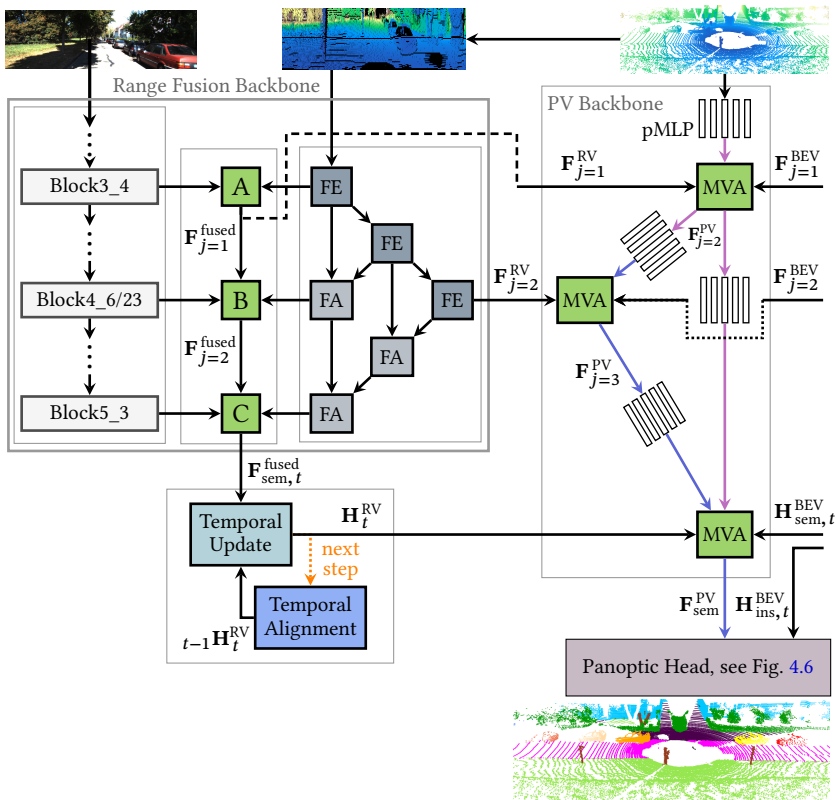 Range Fusion Backbone
PV Backbone
pMLP
Block3_4
A
FE
F^RV_j=1
MVA
F^BEV_j=1
F^fused_j=1
FE
F^PV_j=2
Block4_6/23
B
FA
FE
F^RV_j=2
MVA
F^BEV_j=2
F^fused_j=2
FA
F^PV_j=3
Block5_3
C
FA
F^fused_sem, t
Temporal
Update
H^RV_t
MVA
H^BEV_sem, t
next
step
Temporal
Alignment
t−1H^RV_t
F^PV_sem
H^BEV_ins, t
Panoptic Head, see Fig. 4.6